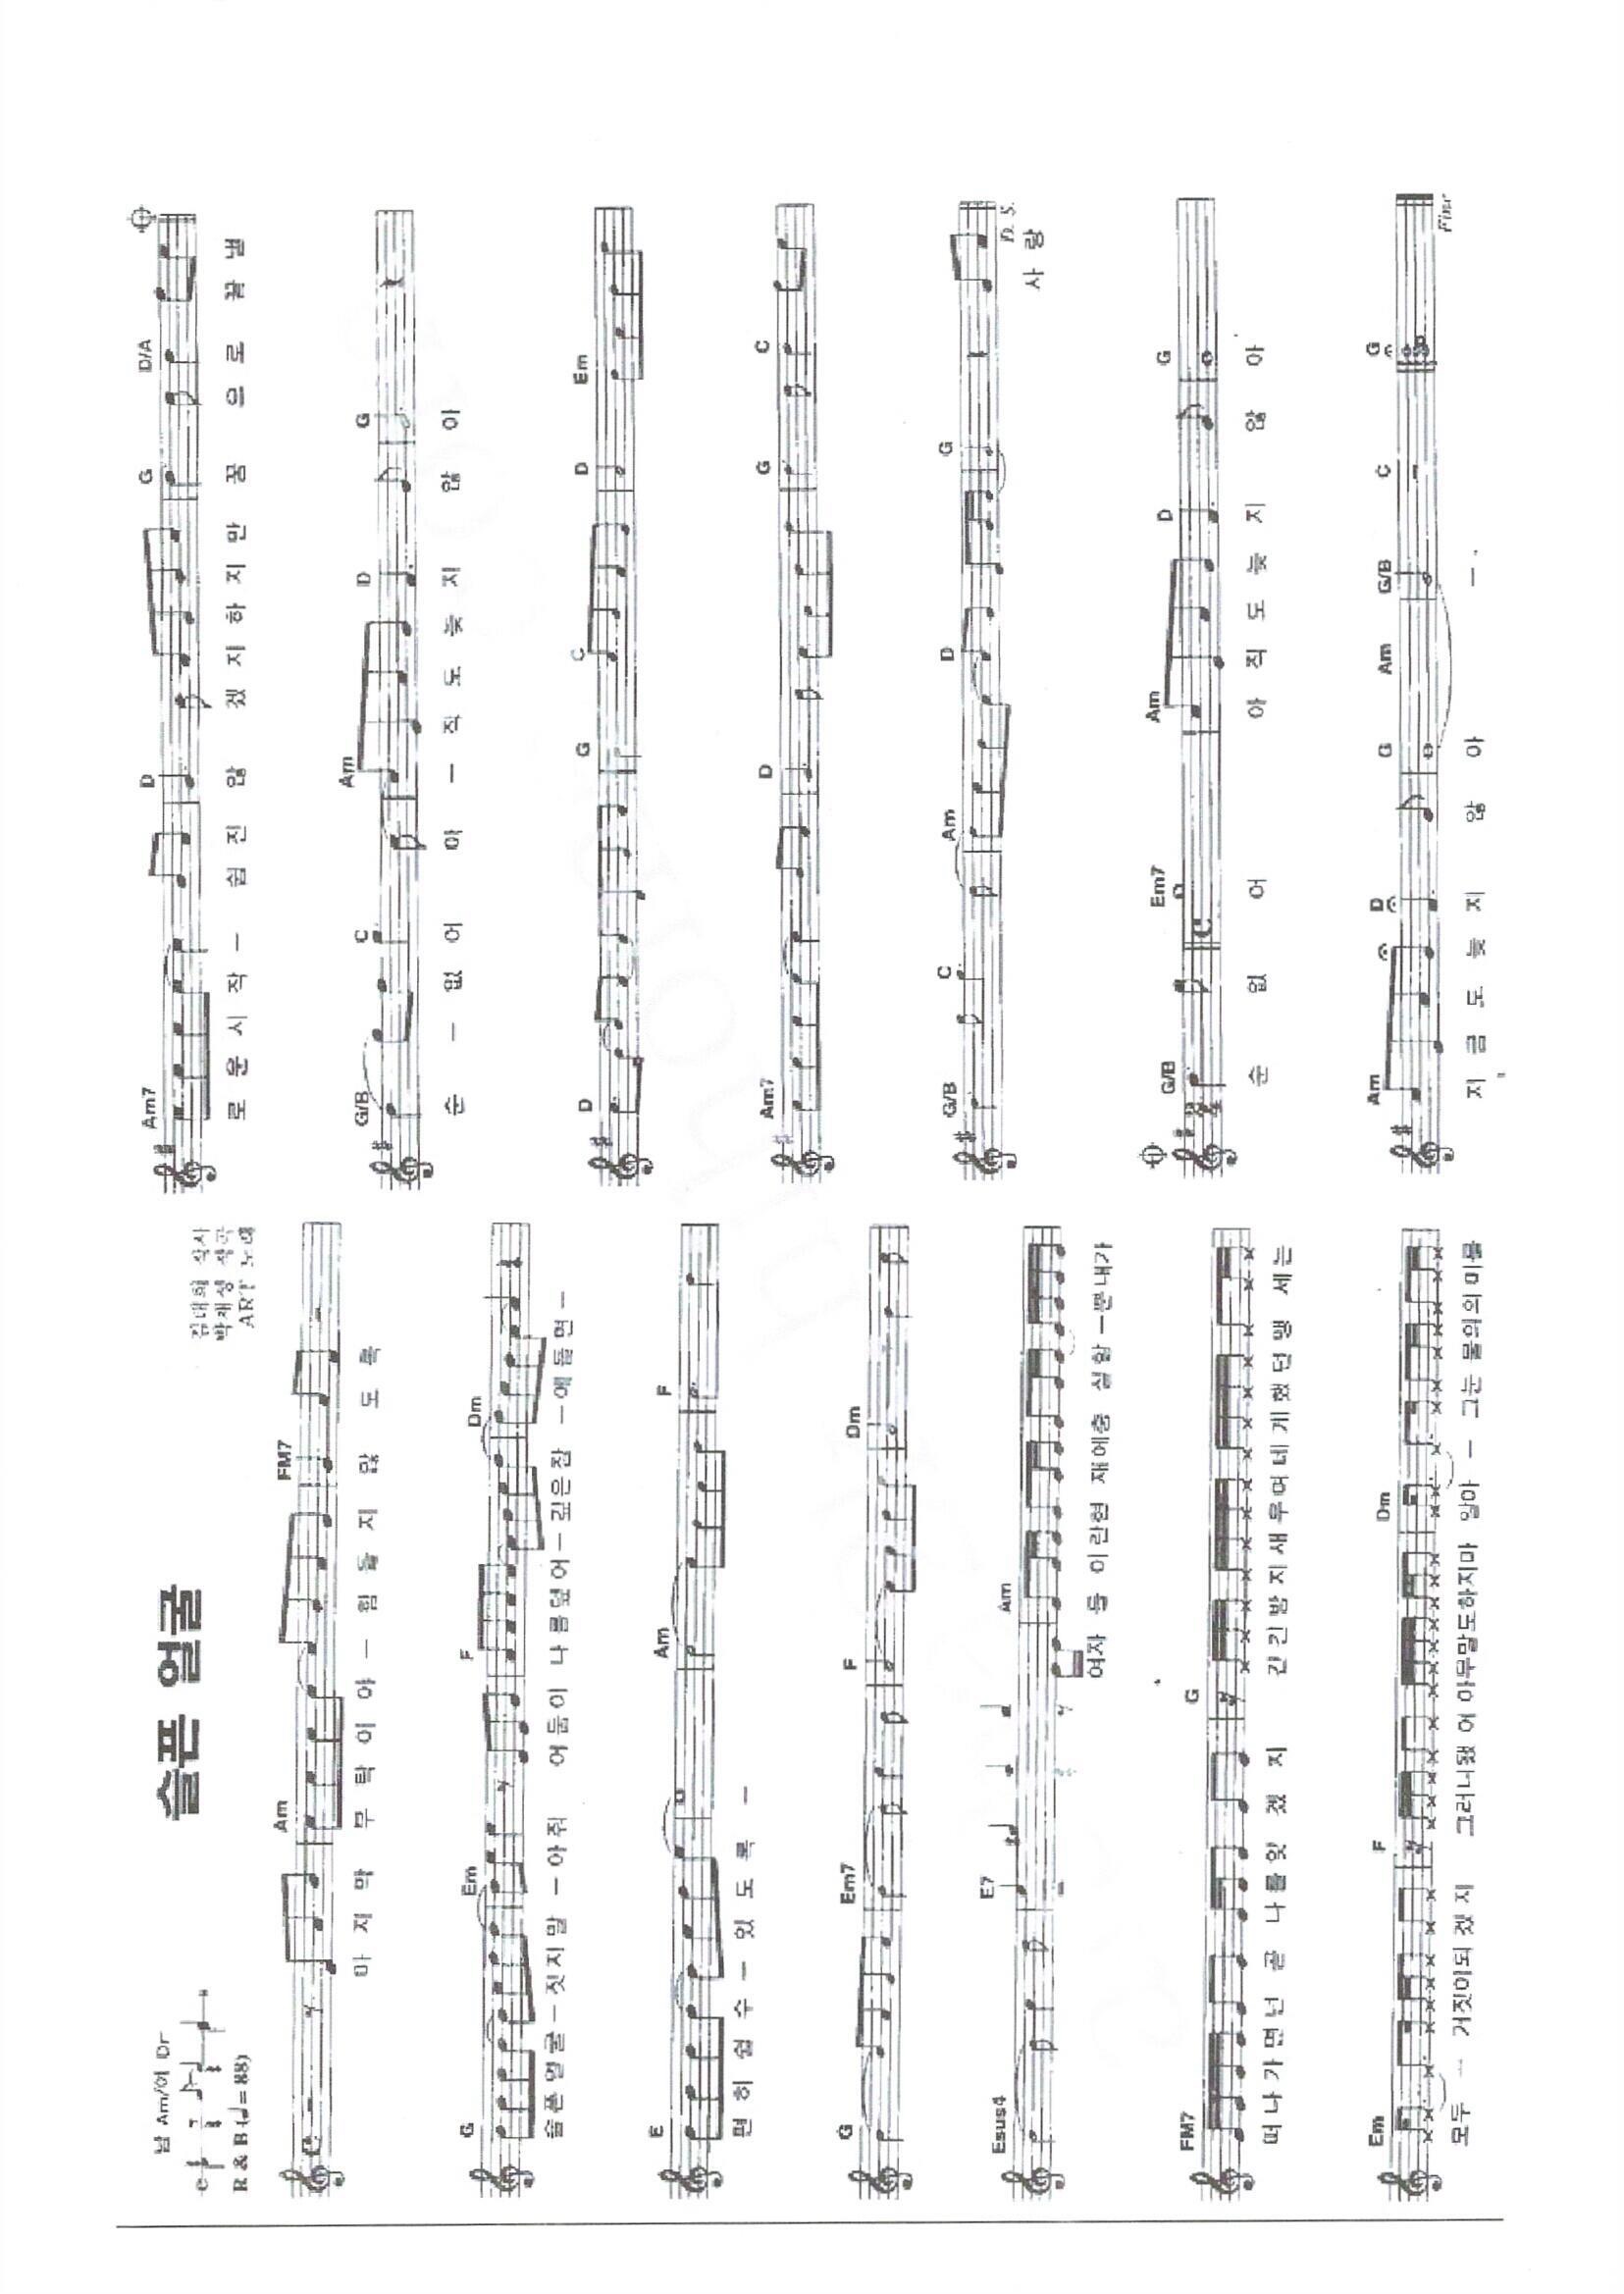 남 Am/여
슬픈 얼굴
R & B (♩= 88)
김대희 작사
박재성 작곡
ART 노래
Am FM7
마 지 막 부 탁 이 야 － 힘 들 지 않 도 록
G Em F Dm
슬 픈 얼 굴 － 짓 지 말 － 아 줘 어 둠 이 나 를 덮 어 － 깊 은 잠 － 에 들 면 －
E Am F
편 히 쉴 수 － 있 도 록 －
G Em7 F Dm
Esus4 E7 Am
여자 들 이란현 재에충 실할 －뿐내가
FM7 G
떠 나 가 면 넌 곧 나 를 잊 겠 지 긴 긴 밤 지 새 우 며 네 게 했 던 맹 세 는
Em F Dm
모두 － 거짓이되 겠 지 그러니됐 어 아무말도하지마 알아 － 그눈 물의의 미를
Am7 D G D/A
로 운 시 작 － 쉽 진 않 겠 지 하 지 만 꿈 으 로 끝 낼
G/B C Am D G
순 － 없 어 아 － 직 도 늦 지 않 아
D G C D Em
Am7 D G C
G/B C Am D G
D. S.
사 랑
G/B Em7 Am D G
2/4
순 없 어 아 직 도 늦 지 않 아
Am D G Am G/B C G
Fine
지 금 도 늦 지 않 아 － .